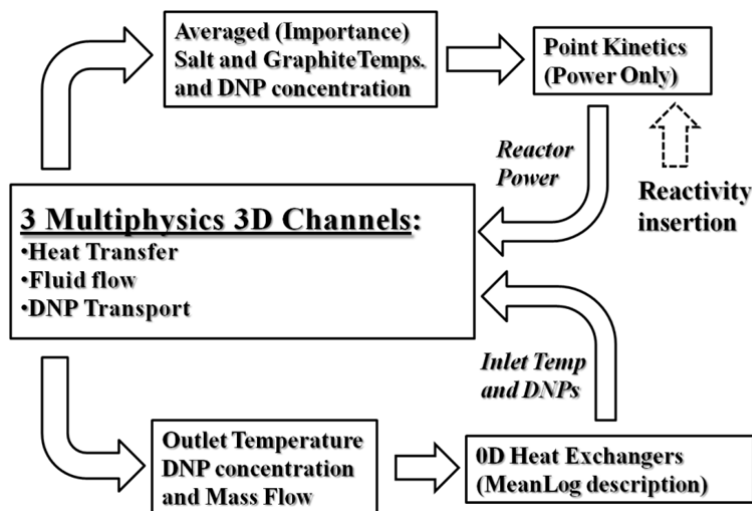 Averaged (Importance)
Salt and Graphite Temps.
and DNP concentration
Point Kinetics
(Power Only)
Reactor
Power
Reactivity
insertion
3 Multiphysics 3D Channels:
•Heat Transfer
•Fluid flow
•DNP Transport
Inlet Temp
and DNPs
Outlet Temperature
DNP concentration
and Mass Flow
0D Heat Exchangers
(MeanLog description)